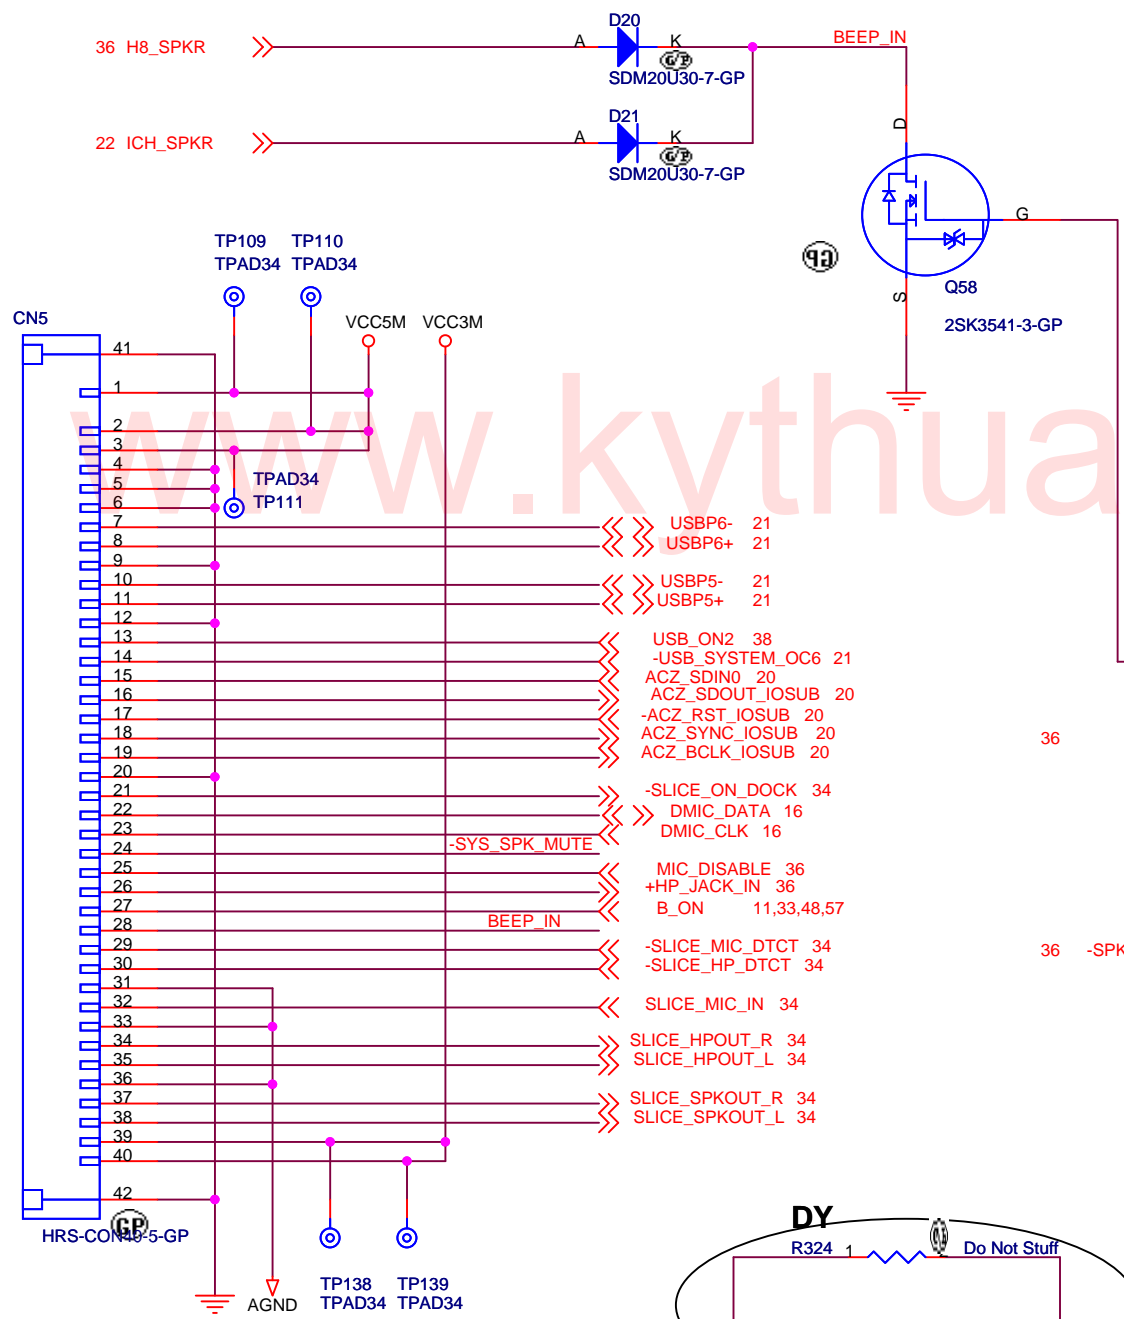 D20
36 H8_SPKR
A
K
BEEP_IN
G/P
SDM20U30-7-GP
D21
22 ICH_SPKR
A
K
G/P
SDM20U30-7-GP
D
G
GP
S
Q58
2SK3541-3-GP
TP109 TP110
TPAD34 TPAD34
CN5
VCC5M VCC3M
www.kythua
41
1
2
3
4
5
6
TPAD34
TP111
7 USBP6- 21
8 USBP6+ 21
9
10 USBP5- 21
11 USBP5+ 21
12
13 USB_ON2 38
14 -USB_SYSTEM_OC6 21
15 ACZ_SDIN0 20
16 ACZ_SDOUT_IOSUB 20
17 -ACZ_RST_IOSUB 20
18 ACZ_SYNC_IOSUB 20
36
19 ACZ_BCLK_IOSUB 20
20
21 -SLICE_ON_DOCK 34
22 DMIC_DATA 16
23 DMIC_CLK 16
24 -SYS_SPK_MUTE
25 MIC_DISABLE 36
26 +HP_JACK_IN 36
27 B_ON 11,33,48,57
28 BEEP_IN
29 -SLICE_MIC_DTCT 34
36 -SPK
30 -SLICE_HP_DTCT 34
31
32 SLICE_MIC_IN 34
33
34 SLICE_HPOUT_R 34
35 SLICE_HPOUT_L 34
36
37 SLICE_SPKOUT_R 34
38 SLICE_SPKOUT_L 34
39
40
42
GP
HRS-CON40-5-GP
AGND
TP138 TP139
TPAD34 TPAD34
DY
R324 1 Do Not Stuff